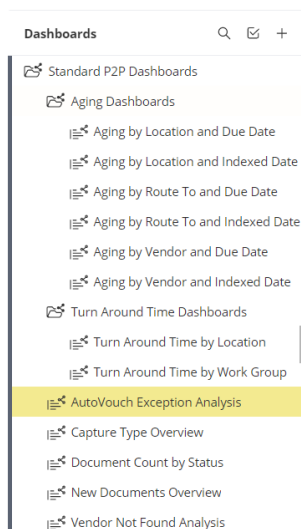 Dashboards
Standard P2P Dashboards
Aging Dashboards
Aging by Location and Due Date
Aging by Location and Indexed Date
Aging by Route To and Due Date
Aging by Route To and Indexed Date
Aging by Vendor and Due Date
Aging by Vendor and Indexed Date
Turn Around Time Dashboards
Turn Around Time by Location
Turn Around Time by Work Group
AutoVouch Exception Analysis
Capture Type Overview
Document Count by Status
New Documents Overview
Vendor Not Found Analysis